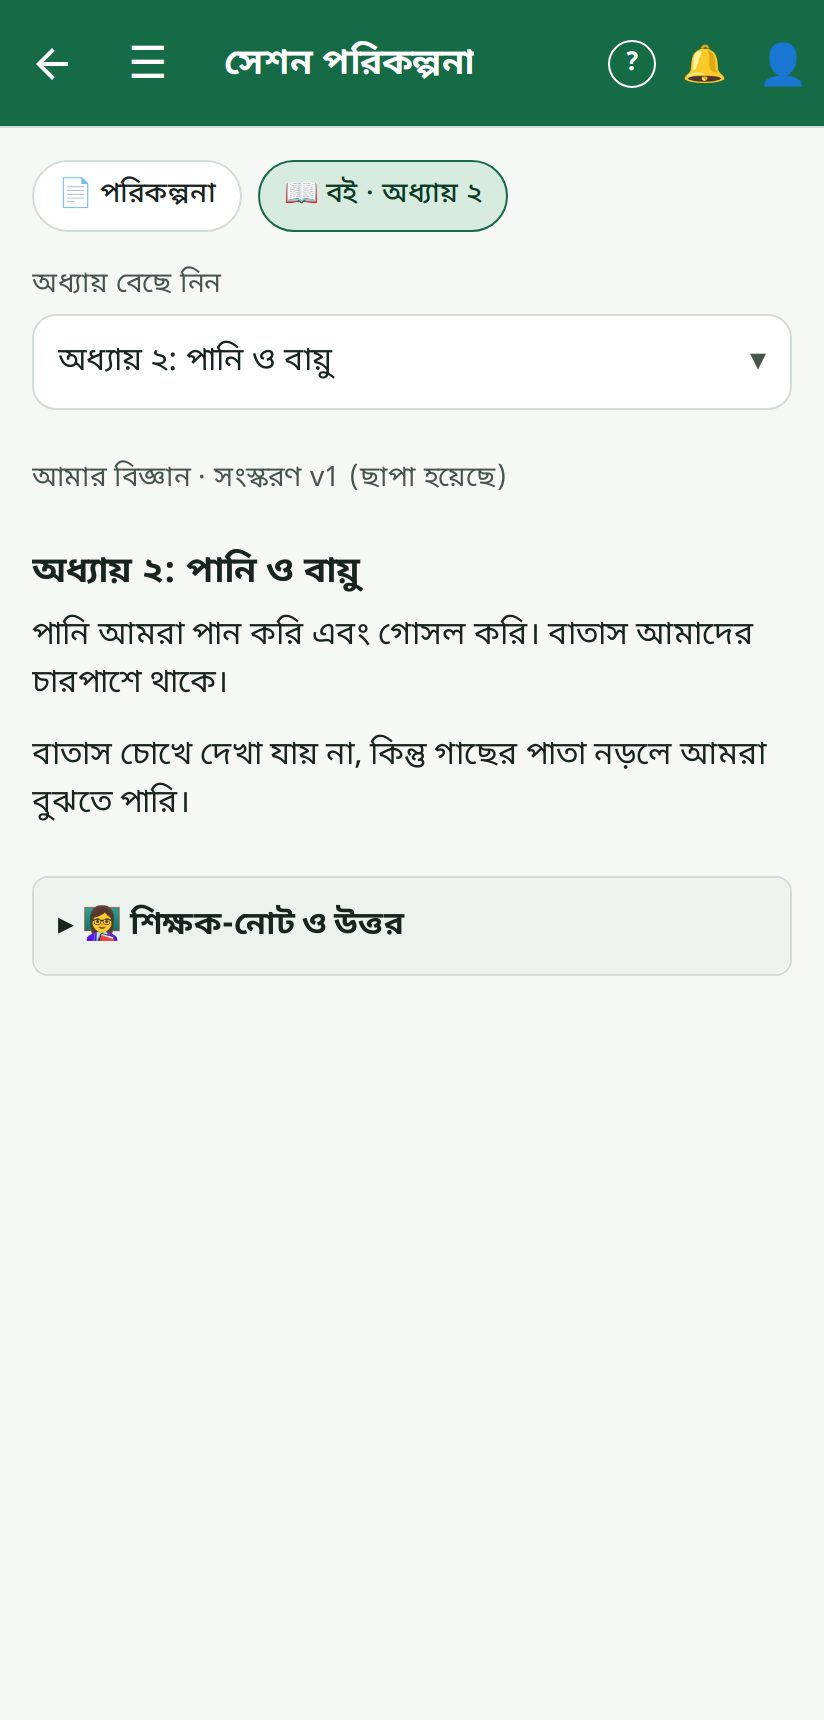 সেশন পরিকল্পনা
?
পরিকল্পনা
বই · অধ্যায় ২
অধ্যায় বেছে নিন
অধ্যায় ২: পানি ও বায়ু
আমার বিজ্ঞান · সংস্করণ v1 (ছাপা হয়েছে)
অধ্যায় ২: পানি ও বায়ু
পানি আমরা পান করি এবং গোসল করি। বাতাস আমাদের
চারপাশে থাকে।
বাতাস চোখে দেখা যায় না, কিন্তু গাছের পাতা নড়লে আমরা
বুঝতে পারি।
শিক্ষক-নোট ও উত্তর